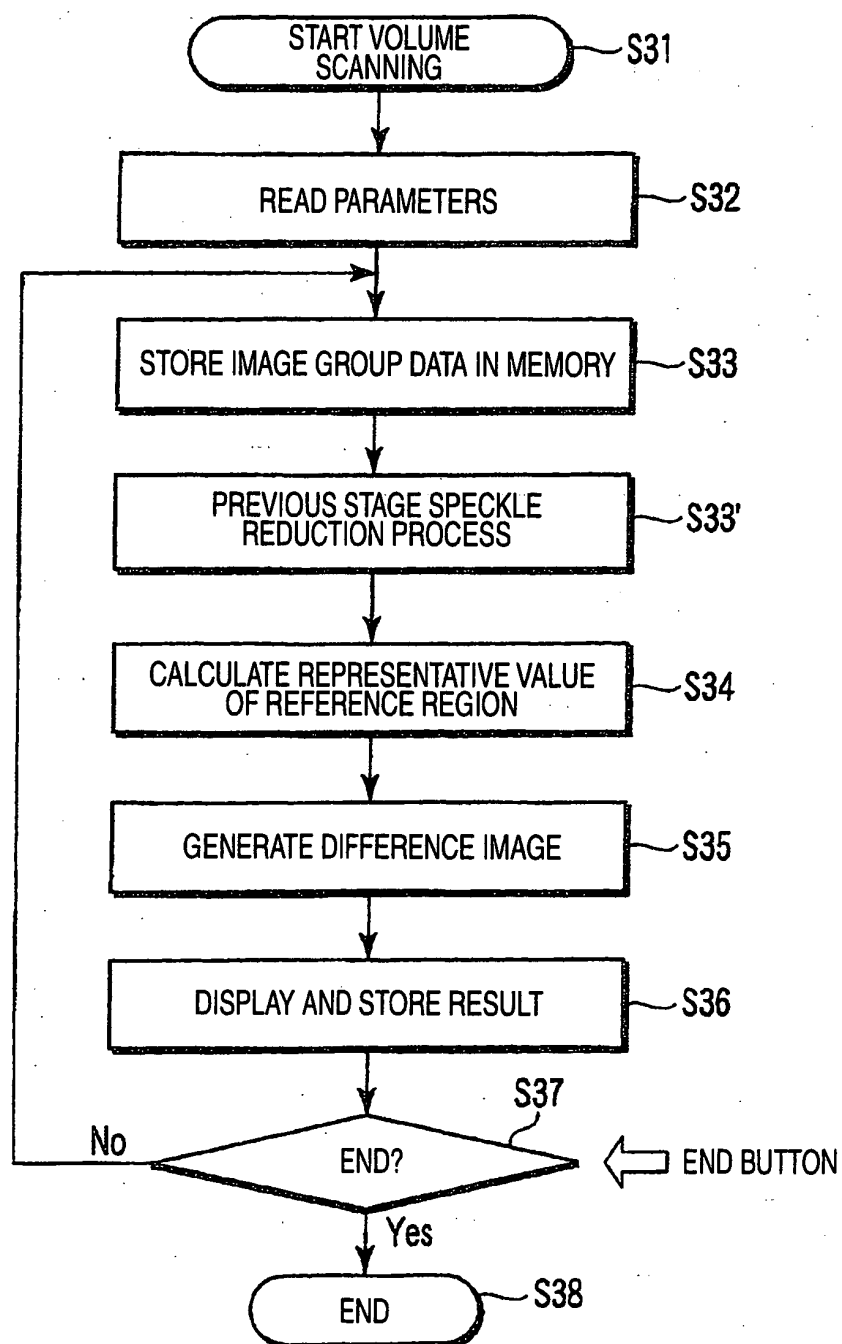 START VOLUME
SCANNING
S31
READ PARAMETERS
S32
STORE IMAGE GROUP DATA IN MEMORY
S33
PREVIOUS STAGE SPECKLE
REDUCTION PROCESS
S33'
CALCULATE REPRESENTATIVE VALUE
OF REFERENCE REGION
S34
GENERATE DIFFERENCE IMAGE
S35
DISPLAY AND STORE RESULT
S36
S37
No
END?
END BUTTON
Yes
END
S38